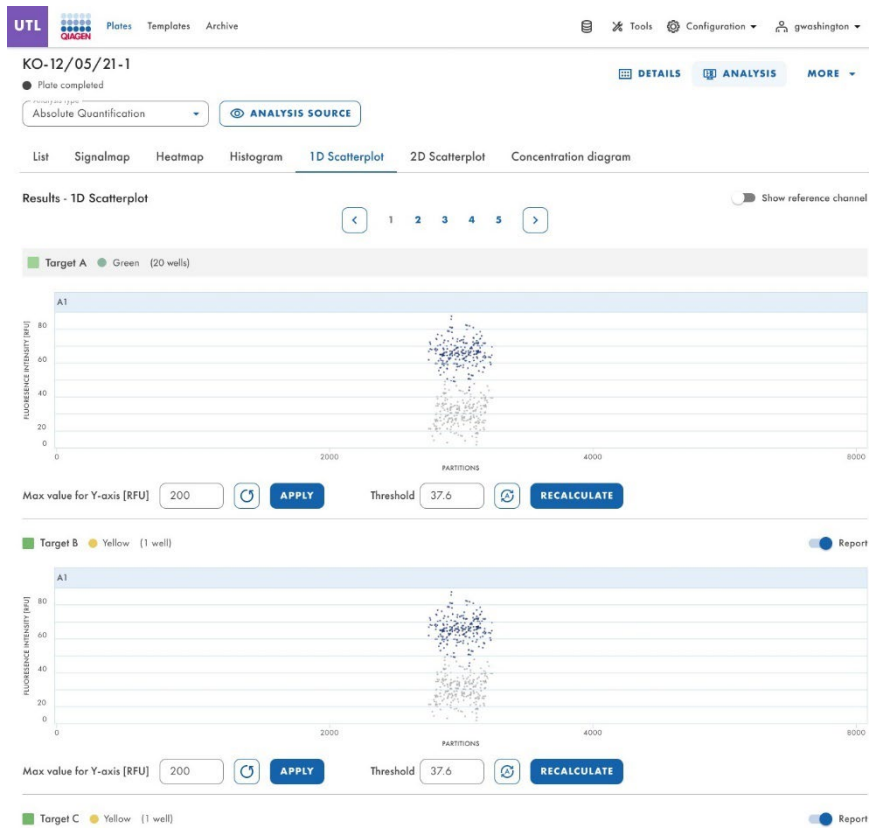 UTL QIAGEN Plates Templates Archive Tools Configuration gwashington
KO-12/05/21-1
Plate completed
DETAILS ANALYSIS MORE
Analysis type
Absolute Quantification
ANALYSIS SOURCE
List Signalmap Heatmap Histogram 1D Scatterplot 2D Scatterplot Concentration diagram
Results - 1D Scatterplot
Show reference channel
1 2 3 4 5
Target A Green (20 wells)
A1
FLUORESENCE INTENSITY [RFU]
80
60
40
20
0
0 2000 4000 8000
PARTITIONS
Max value for Y-axis [RFU] 200 APPLY Threshold 37.6 A RECALCULATE
Target B Yellow (1 well) Report
A1
FLUORESENCE INTENSITY [RFU]
80
60
40
20
0
0 2000 4000 8000
PARTITIONS
Max value for Y-axis [RFU] 200 APPLY Threshold 37.6 A RECALCULATE
Target C Yellow (1 well) Report